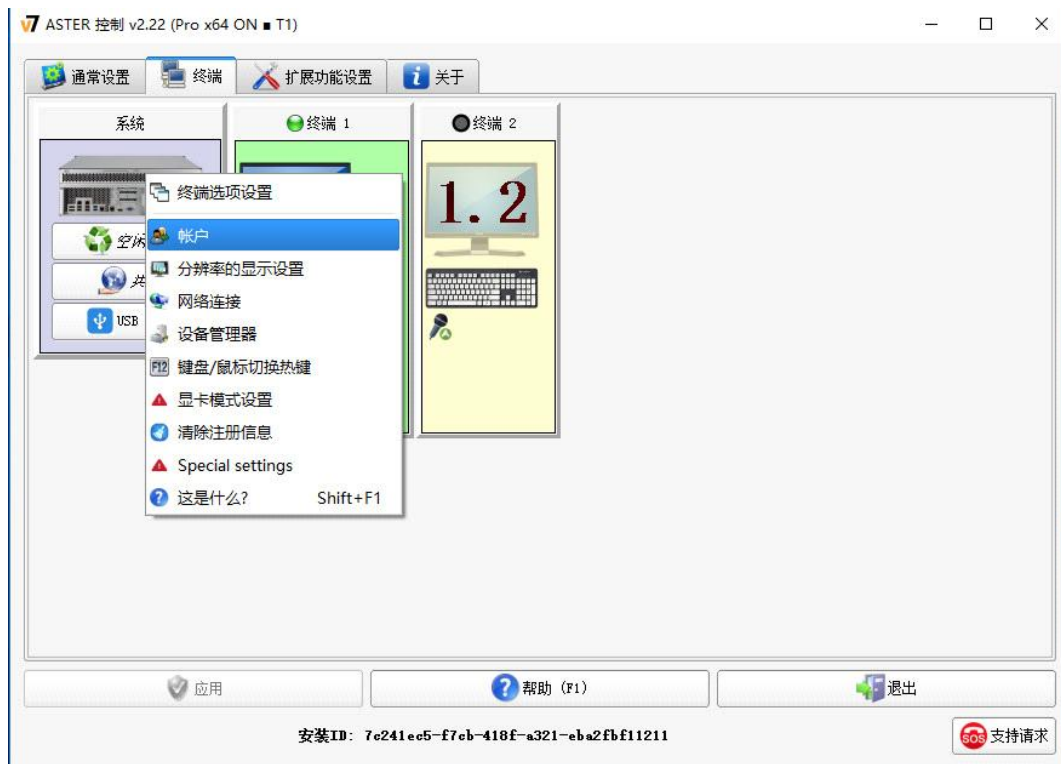 ASTER 控制 v2.22 (Pro x64 ON ■ T1)
通常设置 终端 扩展功能设置 关于
系统 终端 1 终端 2
1.2
空闲
共
USB
终端选项设置
帐户
分辨率的显示设置
网络连接
设备管理器
F12 键盘/鼠标切换热键
显卡模式设置
清除注册信息
Special settings
这是什么? Shift+F1
应用 帮助 (F1) 退出
安装ID: 7c241ec5-f7cb-418f-a321-eba2fbf11211
SOS 支持请求